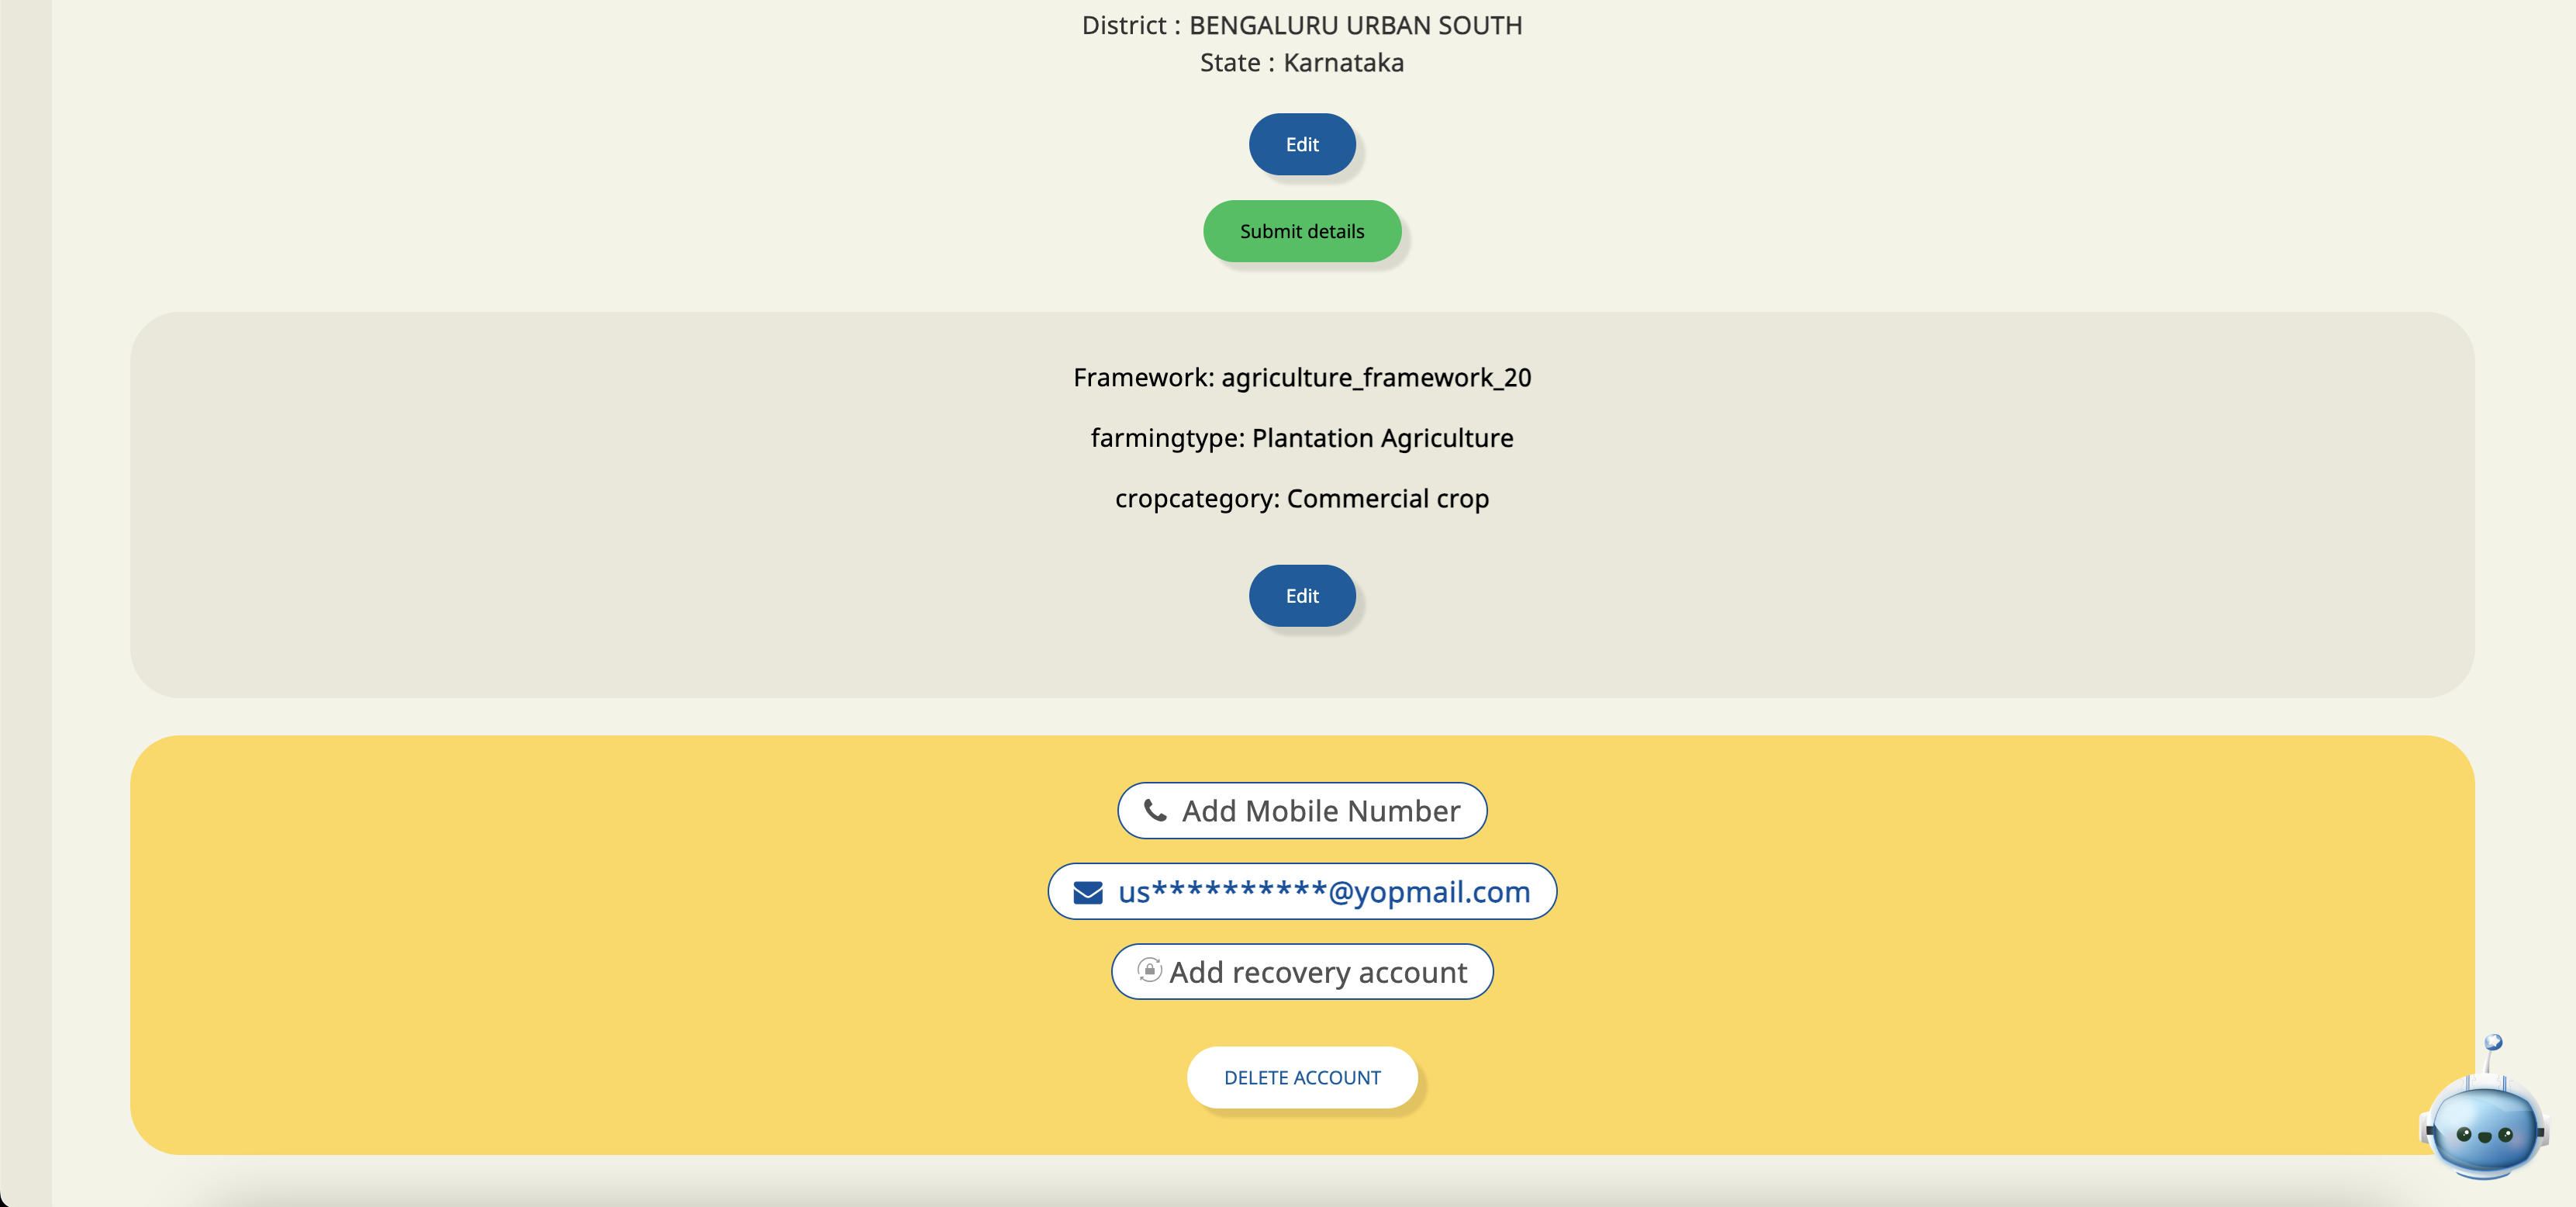 District : BENGALURU URBAN SOUTH
State : Karnataka
Edit
Submit details
Framework: agriculture_framework_20
farmingtype: Plantation Agriculture
cropcategory: Commercial crop
Edit
Add Mobile Number
us**********@yopmail.com
Add recovery account
DELETE ACCOUNT